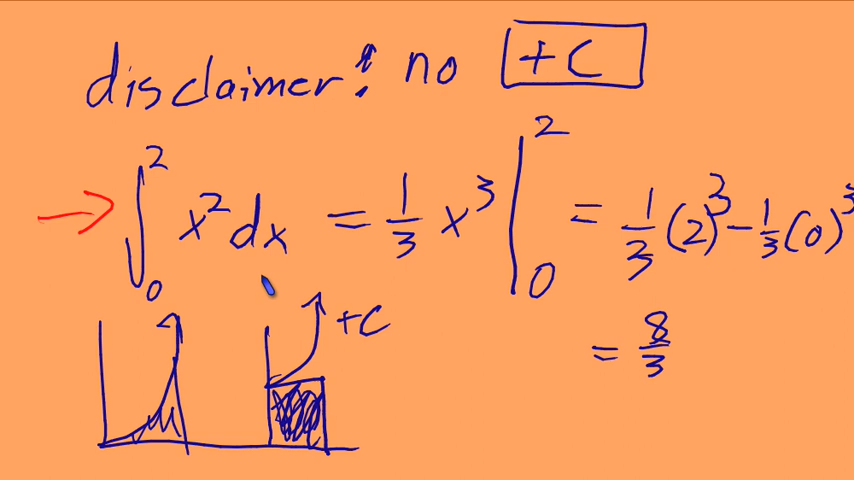 disclaimer! no +C
∫₀² x² dx = 1/3 x³ |₀² = 1/3 (2)³ - 1/3 (0)³
+C
= 8/3